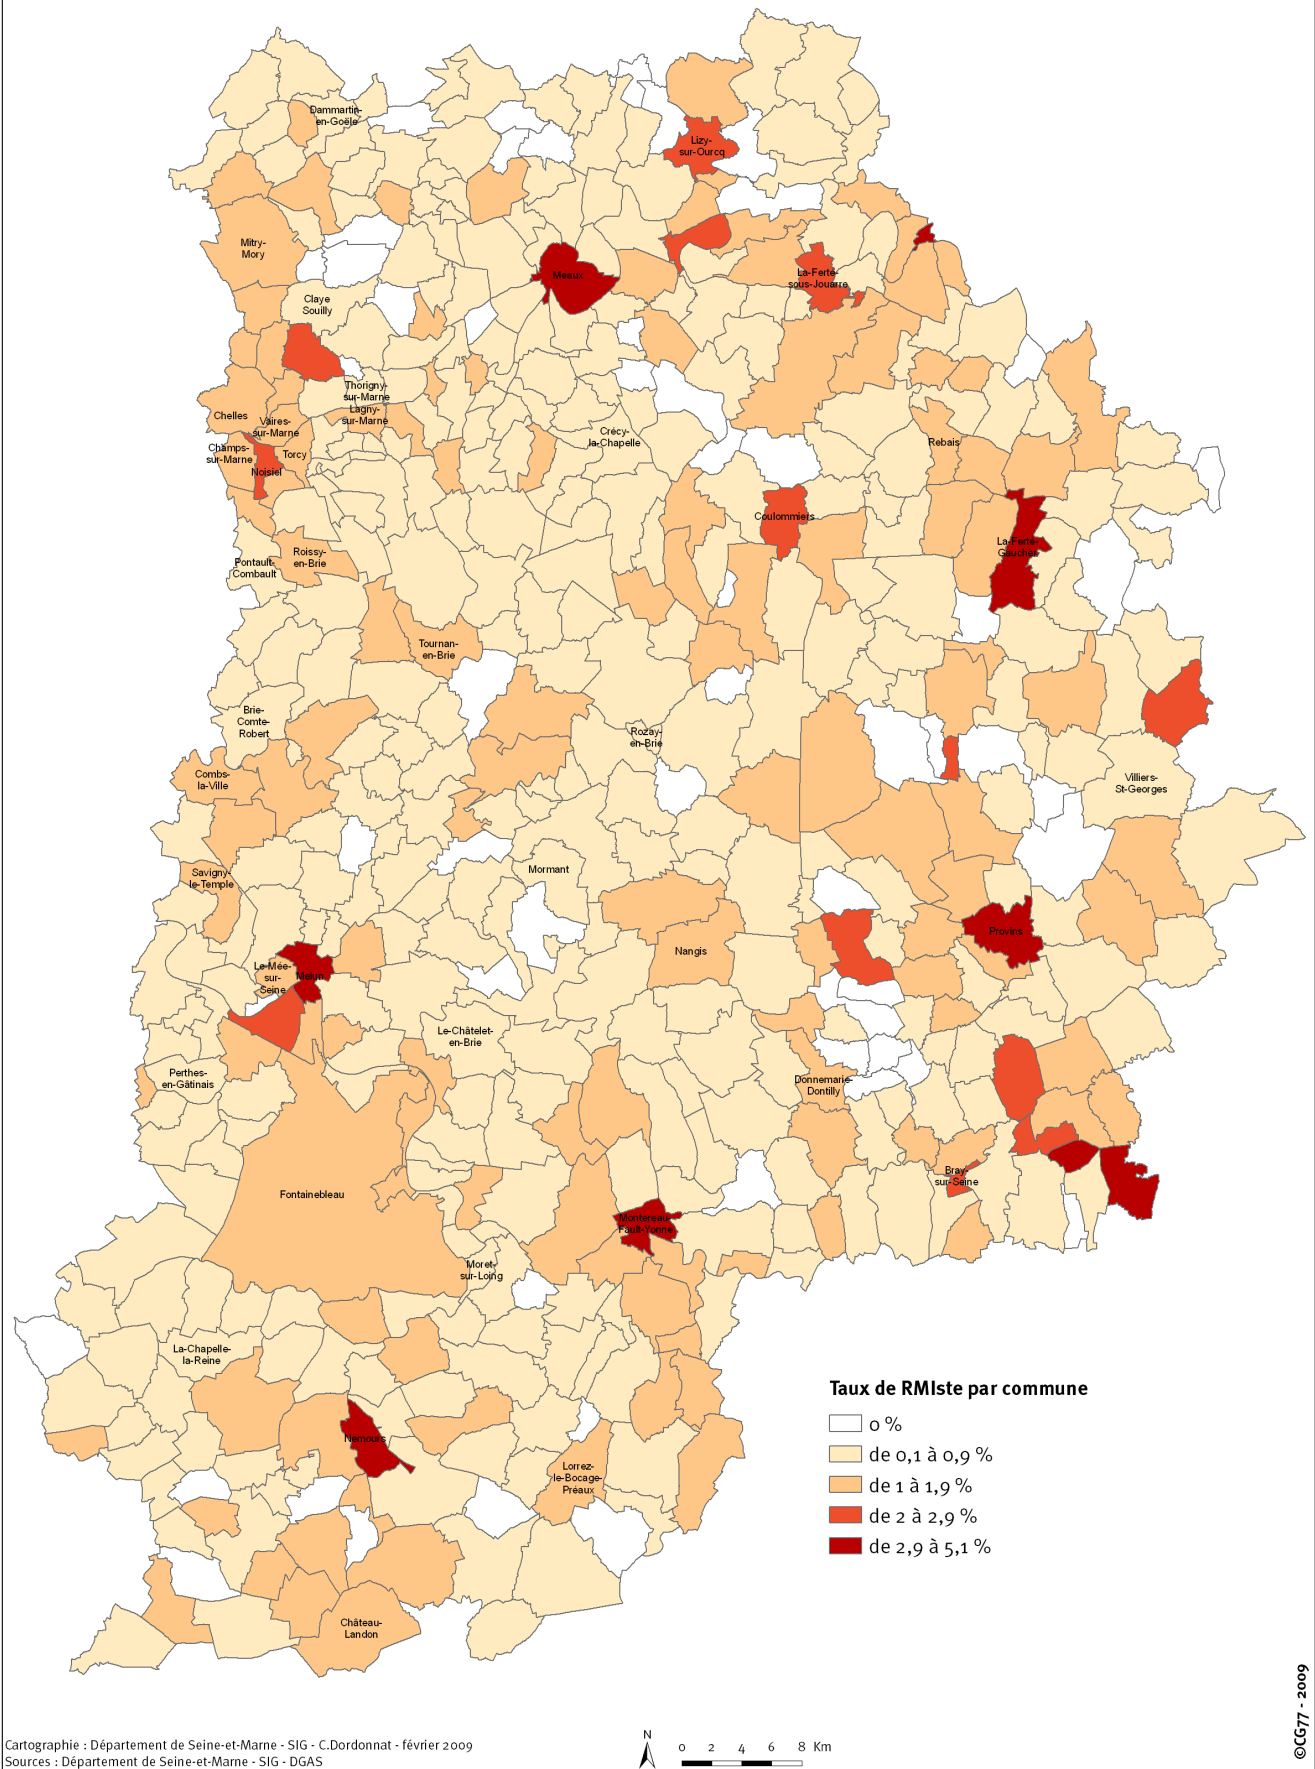 Dammartin-
en-Goële
Lizy-
sur-Ourcq
Mitry-
Mory
Meaux
La-Ferté-
sous-Jouarre
Claye
Souilly
Thorigny-
sur-Marne
Lagny-
sur-Marne
Chelles
Vaires-
sur-Marne
Crécy-
la-Chapelle
Rebais
Champs-
sur-Marne
Torcy
Noisiel
Coulommiers
La-Ferté-
Gaucher
Roissy-
en-Brie
Pontault-
Combault
Tournan-
en-Brie
Brie-
Comte-
Robert
Rozay-
en-Brie
Combs-
la-Ville
Villiers-
St-Georges
Savigny-
le-Temple
Mormant
Provins
Nangis
Le-Mée-
sur-
Seine
Melun
Le-Châtelet-
en-Brie
Perthes-
en-Gâtinais
Donnemarie-
Dontilly
Bray-
sur-Seine
Fontainebleau
Montereau-
Fault-Yonne
Moret-
sur-Loing
La-Chapelle-
la-Reine
Nemours
Lorrez-
le-Bocage-
Préaux
Château-
Landon
Taux de RMIste par commune
0 %
de 0,1 à 0,9 %
de 1 à 1,9 %
de 2 à 2,9 %
de 2,9 à 5,1 %
©CG77 - 2009
Cartographie : Département de Seine-et-Marne - SIG - C.Dordonnat - février 2009
Sources : Département de Seine-et-Marne - SIG - DGAS
N
0 2 4 6 8 Km